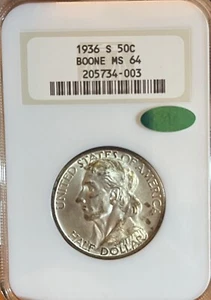 1936 S 50C
BOONE MS 64
205734-003
UNITED STATES OF AMERICA
HALF DOLLAR